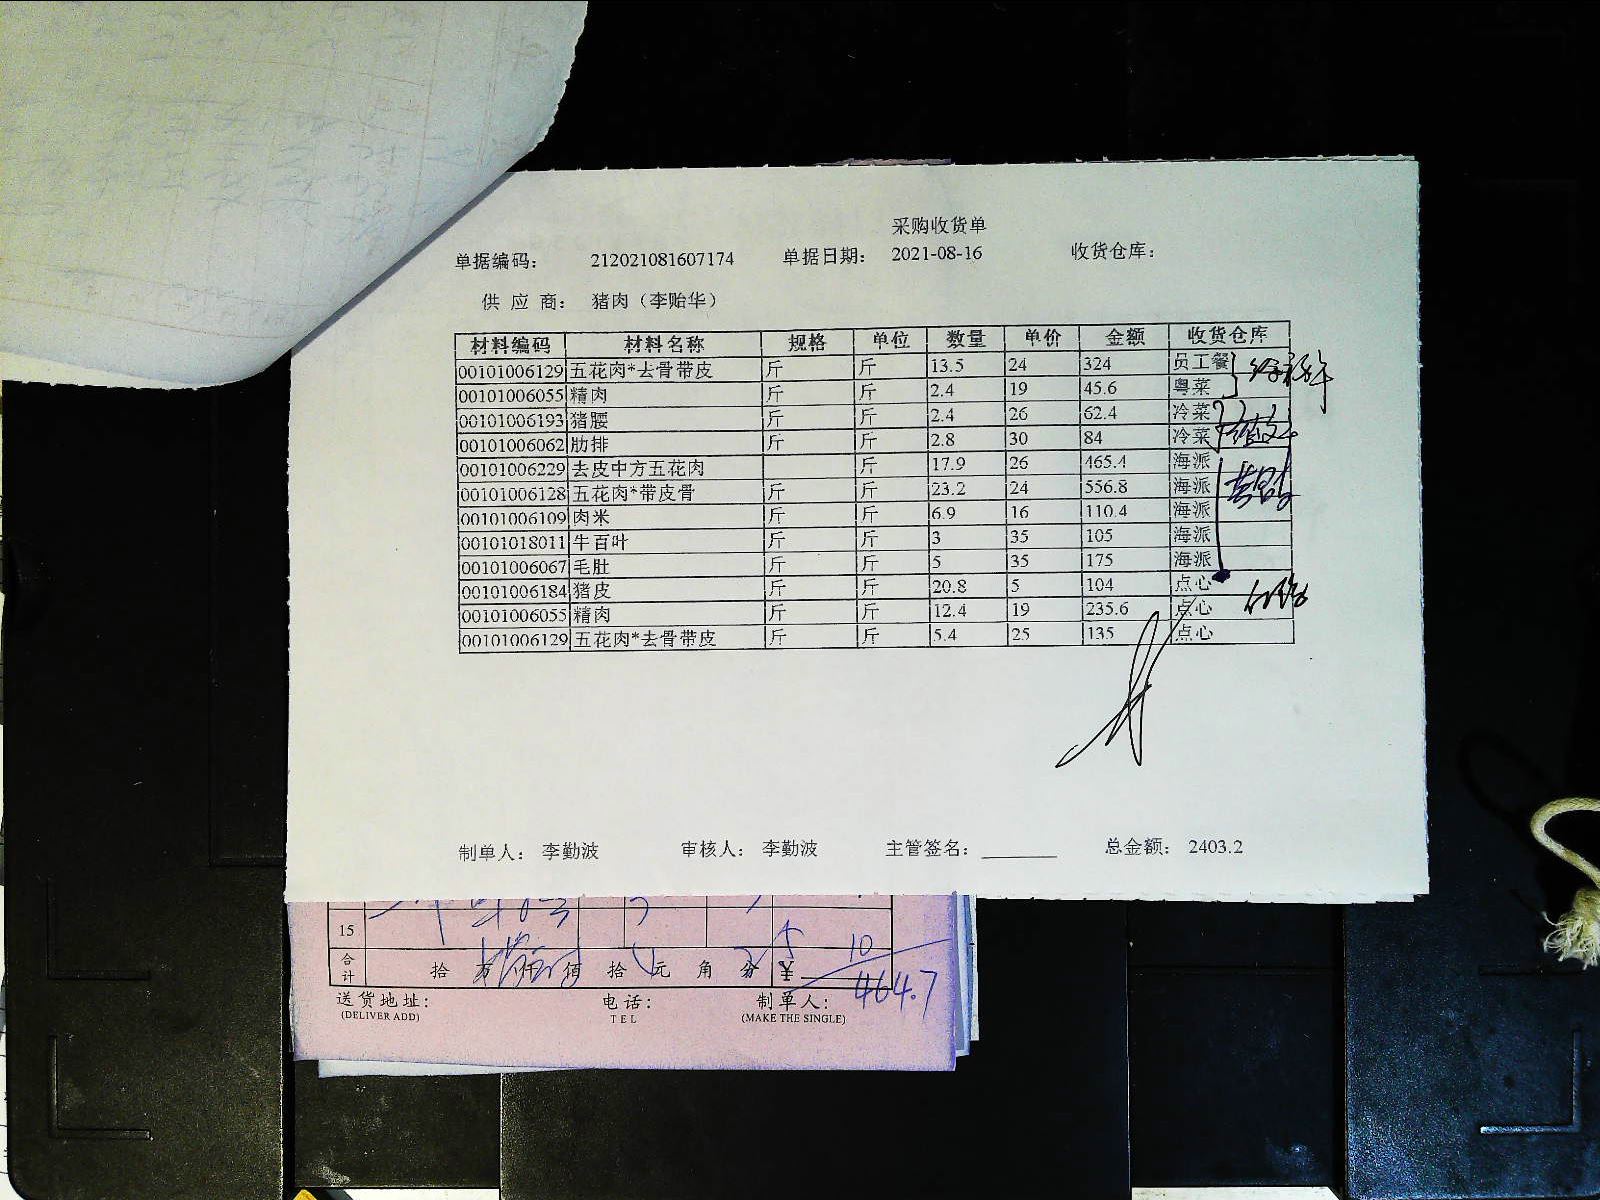 采购收货单
单据编码： 212021081607174 单据日期： 2021-08-16 收货仓库：
供 应 商： 猪肉（李贻华）
材料编码 材料名称 规格 单位 数量 单价 金额 收货仓库
00101006129 五花肉*去骨带皮 斤 斤 13.5 24 324 员工餐
00101006055 精肉 斤 斤 2.4 19 45.6 粤菜
00101006193 猪腰 斤 斤 2.4 26 62.4 冷菜
00101006062 肋排 斤 斤 2.8 30 84 冷菜
00101006229 去皮中方五花肉 斤 17.9 26 465.4 海派
00101006128 五花肉*带皮骨 斤 斤 23.2 24 556.8 海派
00101006109 肉米 斤 斤 6.9 16 110.4 海派
00101018011 牛百叶 斤 斤 3 35 105 海派
00101006067 毛肚 斤 斤 5 35 175 海派
00101006184 猪皮 斤 斤 20.8 5 104 点心
00101006055 精肉 斤 斤 12.4 19 235.6 点心
00101006129 五花肉*去骨带皮 斤 斤 5.4 25 135 点心
制单人： 李勤波 审核人： 李勤波 主管签名： 总金额： 2403.2
15
10
合计 拾 万 仟 佰 拾 元 角 分 ¥
464.7
送货地址： 电话： 制单人：
(DELIVER ADD) TEL (MAKE THE SINGLE)